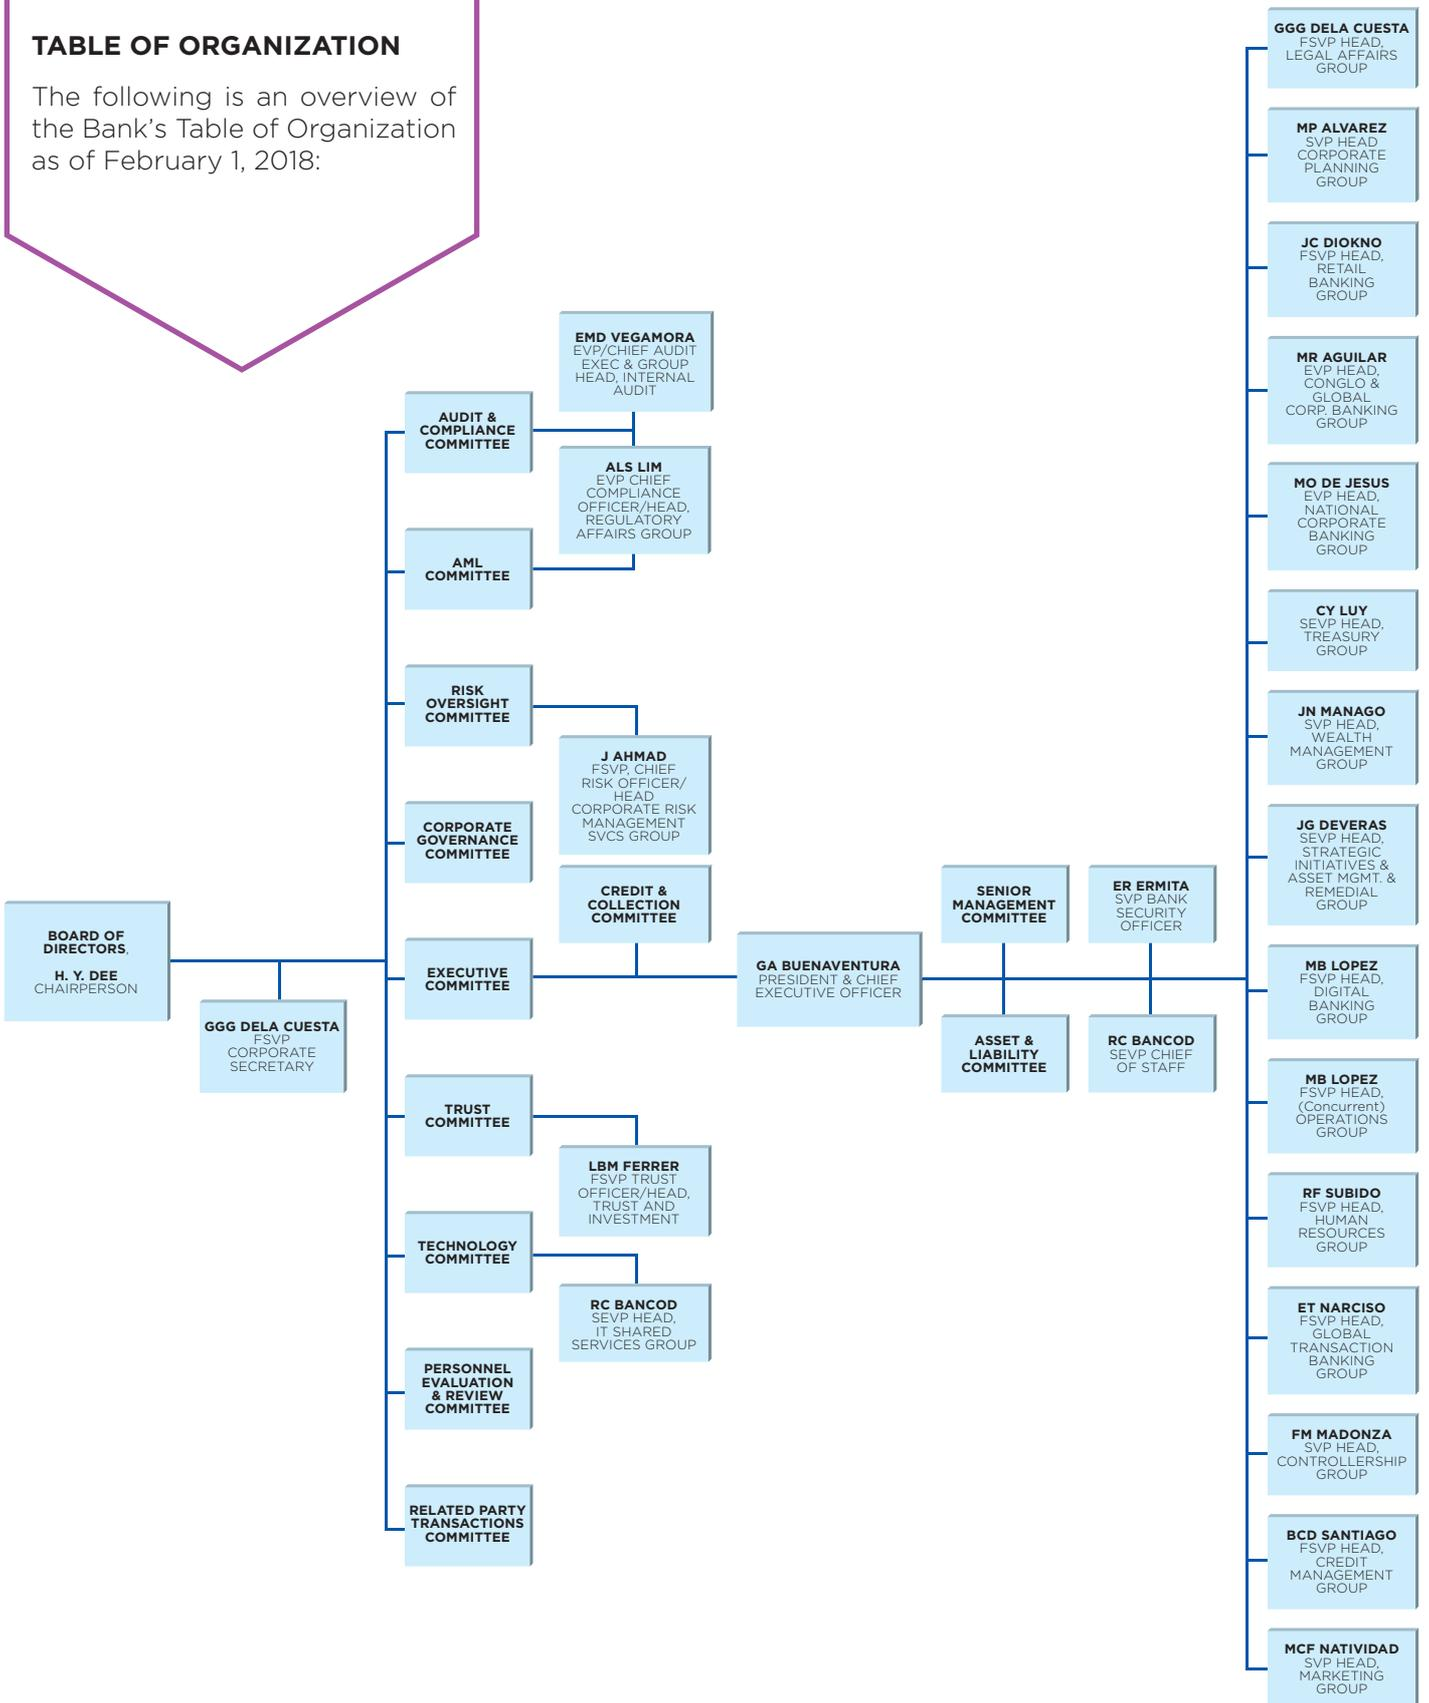 TABLE OF ORGANIZATION
The following is an overview of
the Bank's Table of Organization
as of February 1, 2018:
BOARD OF
DIRECTORS,
H. Y. DEE
CHAIRPERSON
GGG DELA CUESTA
FSVP
CORPORATE
SECRETARY
AUDIT &
COMPLIANCE
COMMITTEE
EMD VEGAMORA
EVP/CHIEF AUDIT
EXEC & GROUP
HEAD, INTERNAL
AUDIT
ALS LIM
EVP CHIEF
COMPLIANCE
OFFICER/HEAD,
REGULATORY
AFFAIRS GROUP
AML
COMMITTEE
RISK
OVERSIGHT
COMMITTEE
J AHMAD
FSVP, CHIEF
RISK OFFICER/
HEAD
CORPORATE RISK
MANAGEMENT
SVCS GROUP
CORPORATE
GOVERNANCE
COMMITTEE
CREDIT &
COLLECTION
COMMITTEE
EXECUTIVE
COMMITTEE
TRUST
COMMITTEE
LBM FERRER
FSVP TRUST
OFFICER/HEAD,
TRUST AND
INVESTMENT
TECHNOLOGY
COMMITTEE
RC BANCOD
SEVP HEAD,
IT SHARED
SERVICES GROUP
PERSONNEL
EVALUATION
& REVIEW
COMMITTEE
RELATED PARTY
TRANSACTIONS
COMMITTEE
GA BUENAVENTURA
PRESIDENT & CHIEF
EXECUTIVE OFFICER
SENIOR
MANAGEMENT
COMMITTEE
ER ERMITA
SVP BANK
SECURITY
OFFICER
ASSET &
LIABILITY
COMMITTEE
RC BANCOD
SEVP CHIEF
OF STAFF
GGG DELA CUESTA
FSVP HEAD,
LEGAL AFFAIRS
GROUP
MP ALVAREZ
SVP HEAD
CORPORATE
PLANNING
GROUP
JC DIOKNO
FSVP HEAD,
RETAIL
BANKING
GROUP
MR AGUILAR
EVP HEAD,
CONGLO &
GLOBAL
CORP. BANKING
GROUP
MO DE JESUS
EVP HEAD,
NATIONAL
CORPORATE
BANKING
GROUP
CY LUY
SEVP HEAD,
TREASURY
GROUP
JN MANAGO
SVP HEAD,
WEALTH
MANAGEMENT
GROUP
JG DEVERAS
SEVP HEAD,
STRATEGIC
INITIATIVES &
ASSET MGMT. &
REMEDIAL
GROUP
MB LOPEZ
FSVP HEAD,
DIGITAL
BANKING
GROUP
MB LOPEZ
FSVP HEAD,
(Concurrent)
OPERATIONS
GROUP
RF SUBIDO
FSVP HEAD,
HUMAN
RESOURCES
GROUP
ET NARCISO
FSVP HEAD,
GLOBAL
TRANSACTION
BANKING
GROUP
FM MADONZA
SVP HEAD,
CONTROLLERSHIP
GROUP
BCD SANTIAGO
FSVP HEAD,
CREDIT
MANAGEMENT
GROUP
MCF NATIVIDAD
SVP HEAD,
MARKETING
GROUP